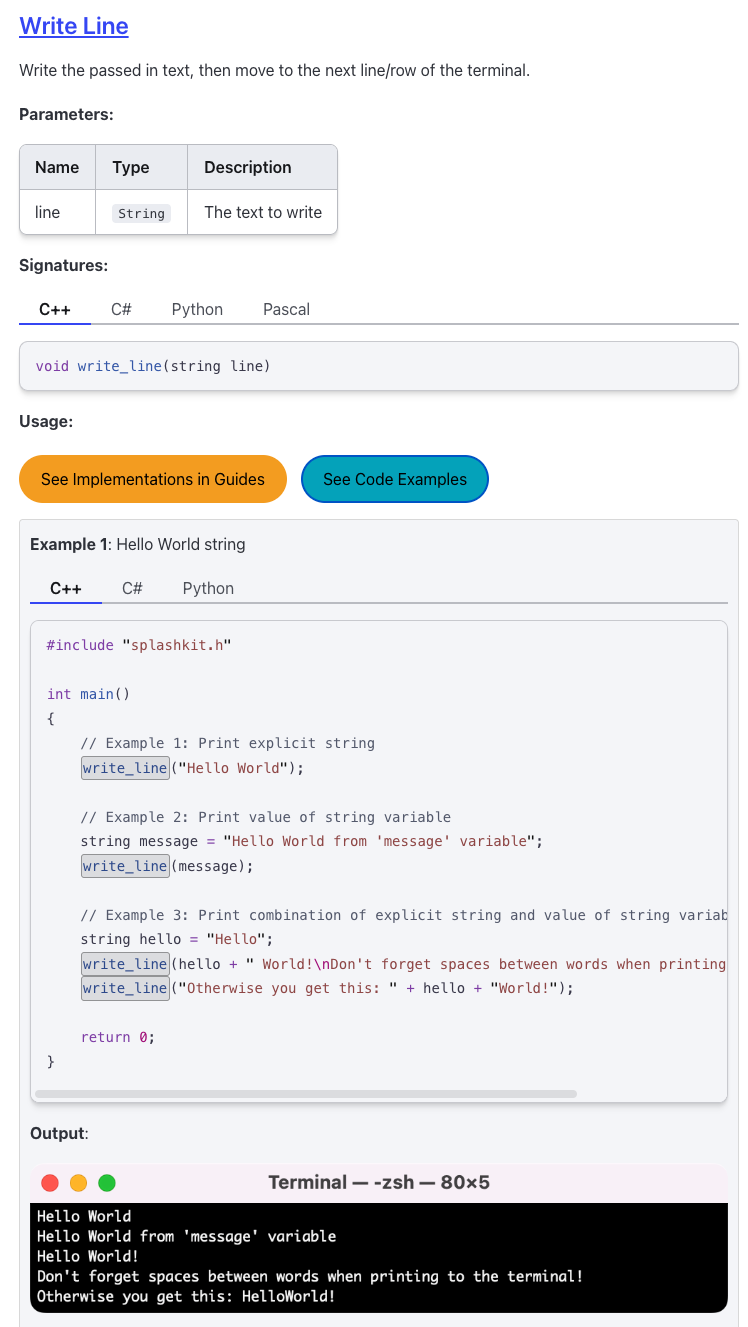 Write Line
Write the passed in text, then move to the next line/row of the terminal.
Parameters:
Name Type Description
line String The text to write
Signatures:
C++ C# Python Pascal
void write_line(string line)
Usage:
See Implementations in Guides See Code Examples
Example 1: Hello World string
C++ C# Python
#include "splashkit.h"
int main()
{
// Example 1: Print explicit string
write_line("Hello World");
// Example 2: Print value of string variable
string message = "Hello World from 'message' variable";
write_line(message);
// Example 3: Print combination of explicit string and value of string variab
string hello = "Hello";
write_line(hello + " World!\nDon't forget spaces between words when printing
write_line("Otherwise you get this: " + hello + "World!");
return 0;
}
Output:
Terminal — -zsh — 80×5
Hello World
Hello World from 'message' variable
Hello World!
Don't forget spaces between words when printing to the terminal!
Otherwise you get this: HelloWorld!